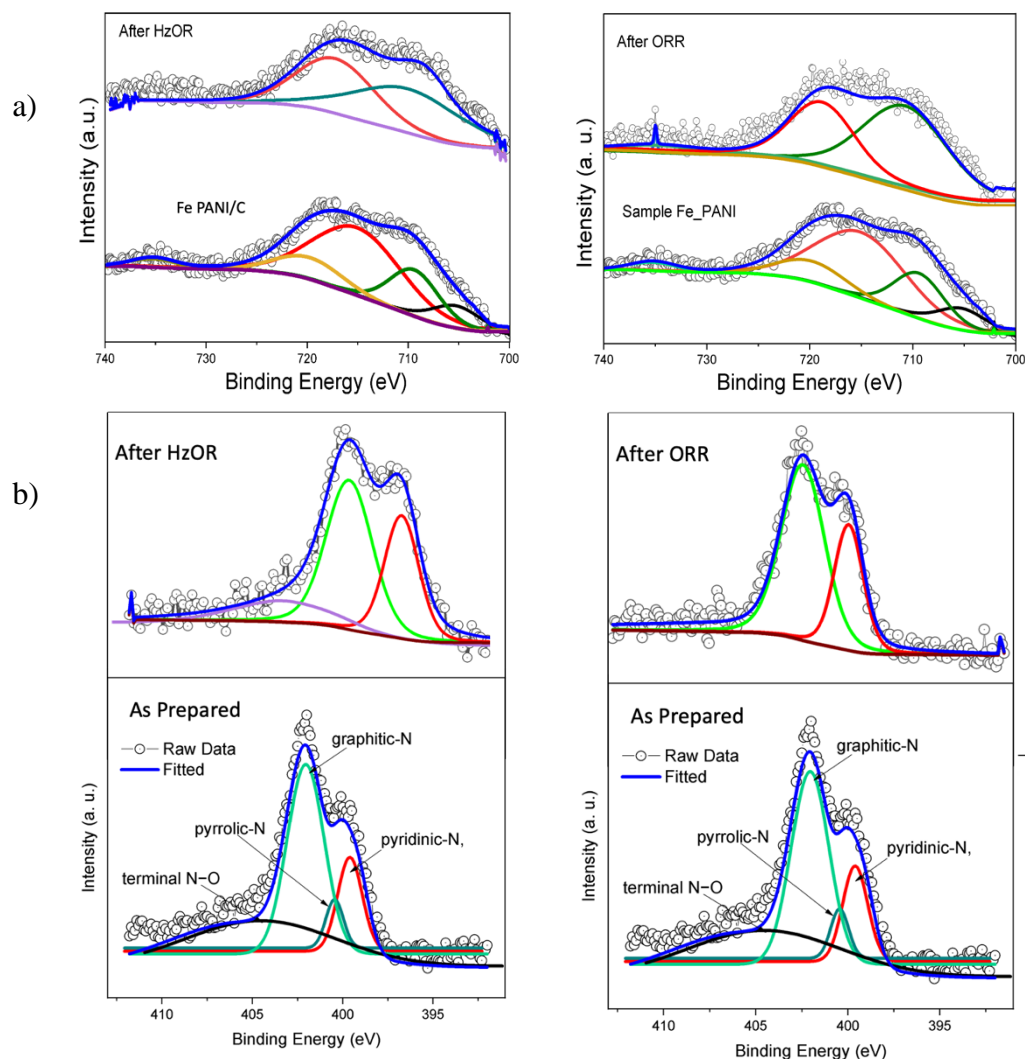 a)
After HzOR
Fe PANI/C
Intensity (a.u.)
740 730 720 710 700
Binding Energy (eV)
After ORR
Sample Fe_PANI
Intensity (a. u.)
740 730 720 710 700
Binding Energy (eV)
b)
After HzOR
As Prepared
Raw Data
Fitted
graphitic-N
pyrrolic-N
pyridinic-N,
terminal N−O
Intensity (a. u.)
410 405 400 395
Binding Energy (eV)
After ORR
As Prepared
Raw Data
Fitted
graphitic-N
pyrrolic-N
pyridinic-N,
terminal N−O
Intensity (a. u.)
410 405 400 395
Binding Energy (eV)